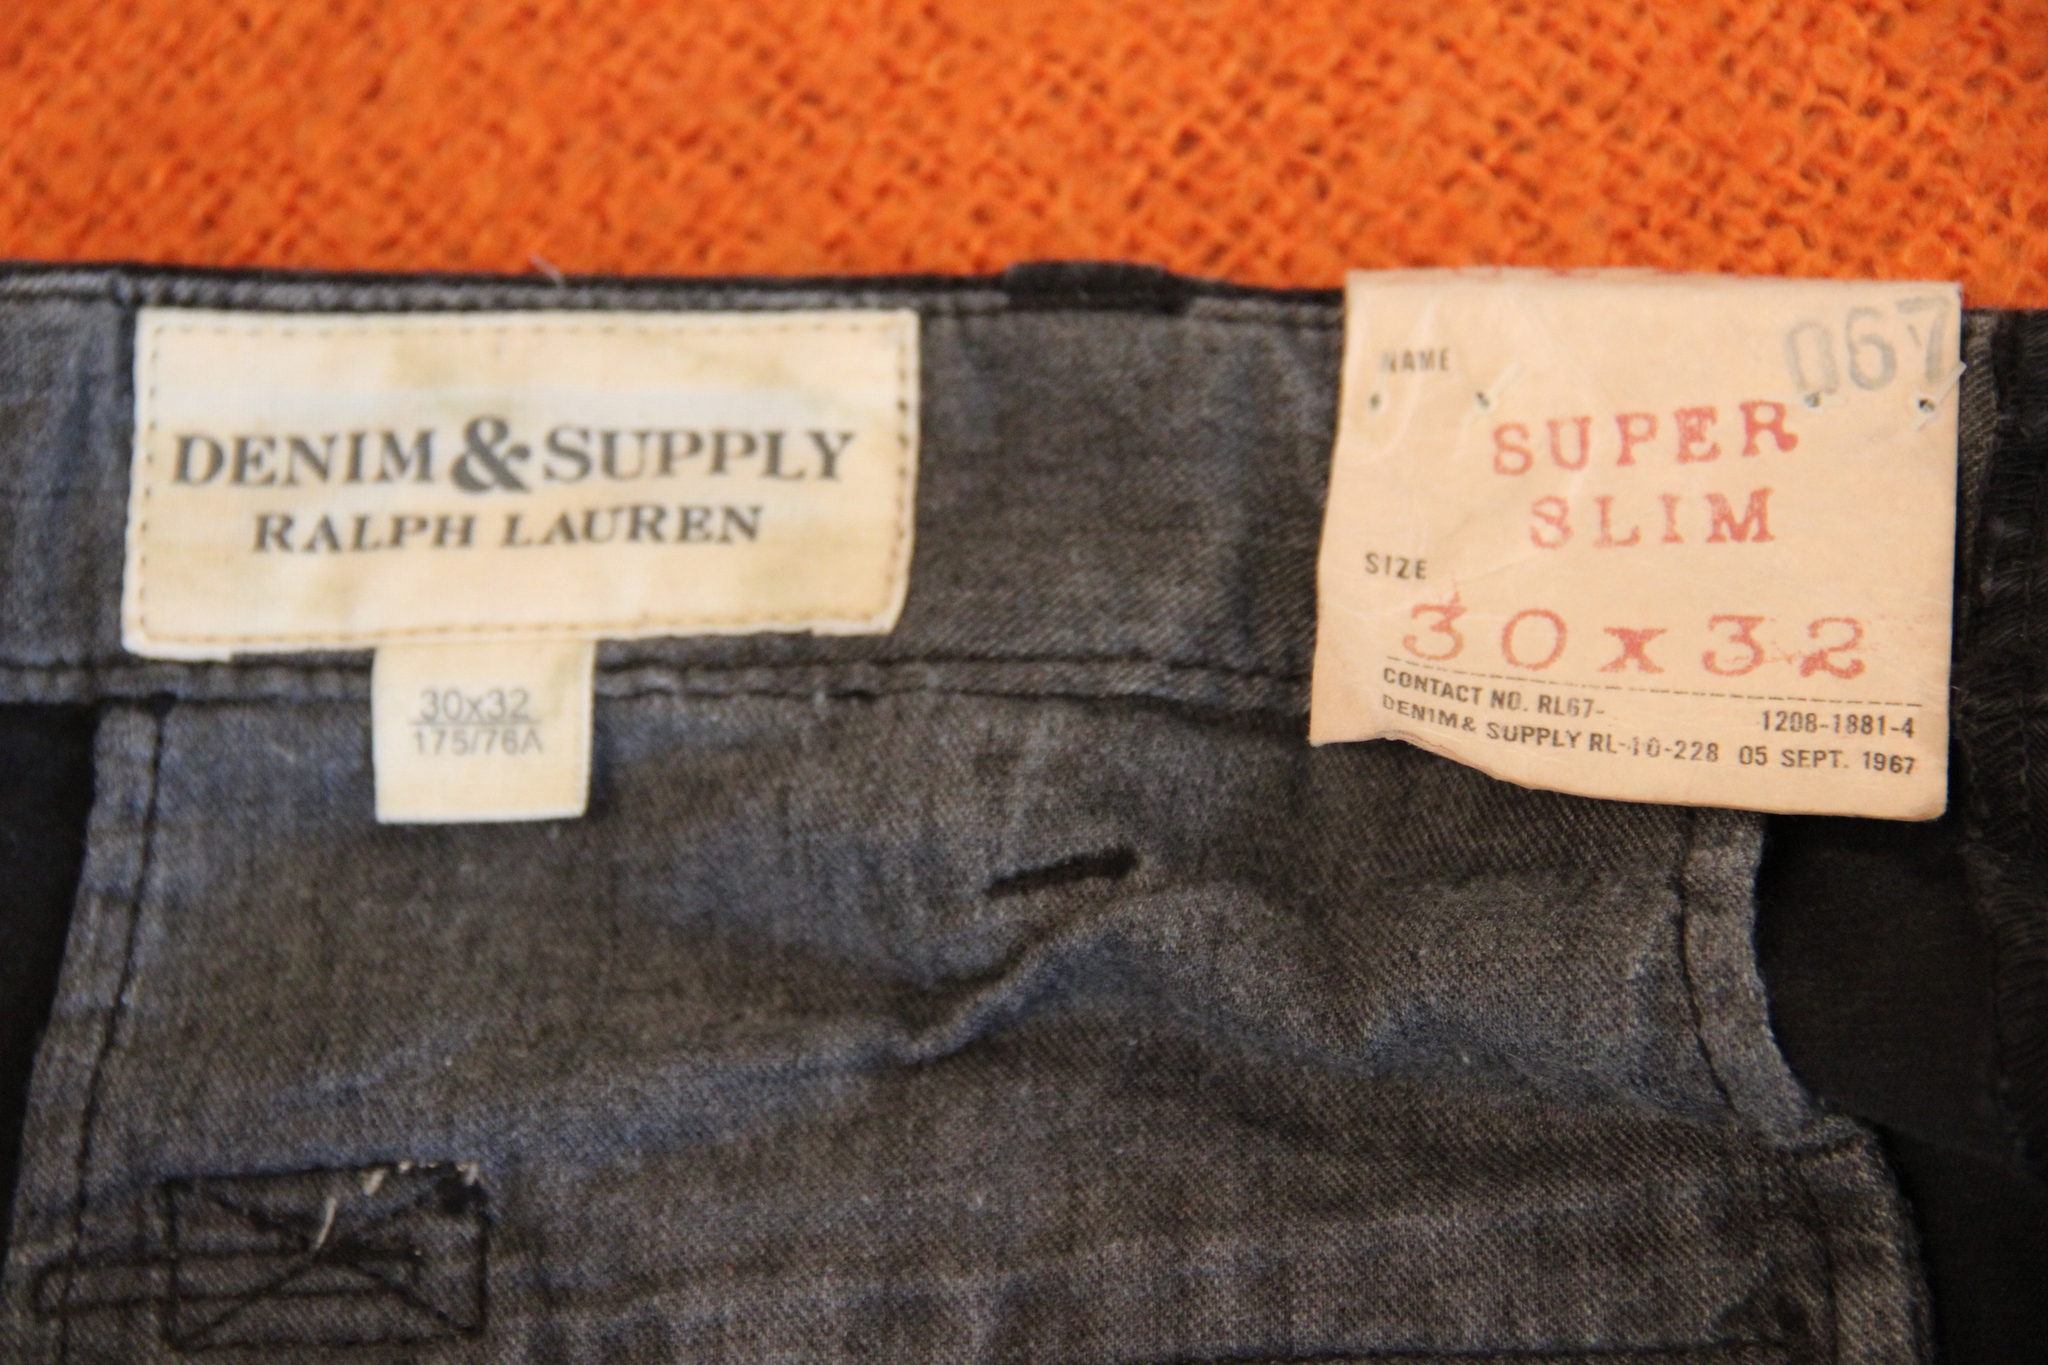 DENIM & SUPPLY
RALPH LAUREN
30x32
175/76A
067
NAME
SUPER
SLIM
SIZE
30x32
CONTACT NO. RL67- 1208-1881-4
DENIM & SUPPLY RL-10-228 05 SEPT. 1967